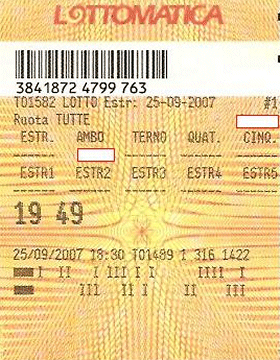 LOTTOMATICA
3841872 4799 763
T01582 LOTTO Estr: 25-09-2007 #1
Ruota TUTTE
ESTR. AMBO TERNO QUAT. CINQ.
ESTR1 ESTR2 ESTR3 ESTR4 ESTR5
19 49
25/09/2007 18:30 T01489 1 316 1422